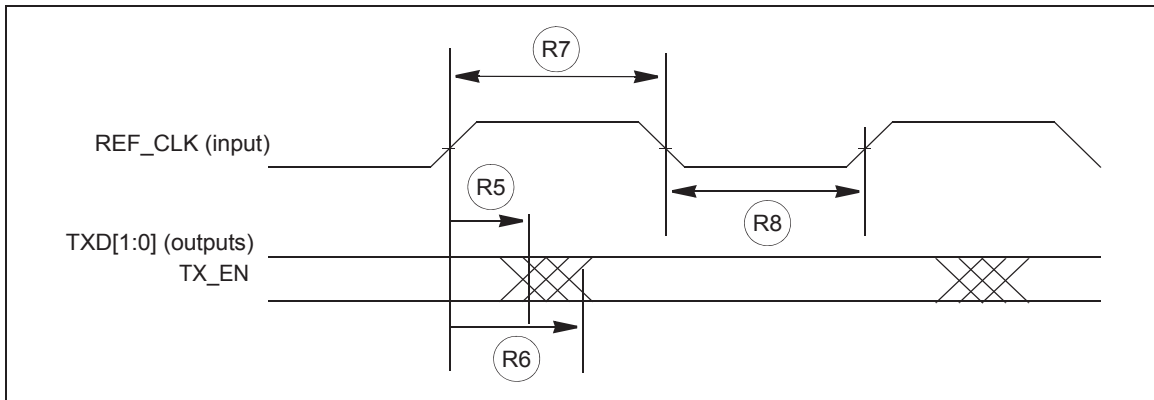 R7
REF_CLK (input)
R5
R8
TXD[1:0] (outputs)
TX_EN
R6